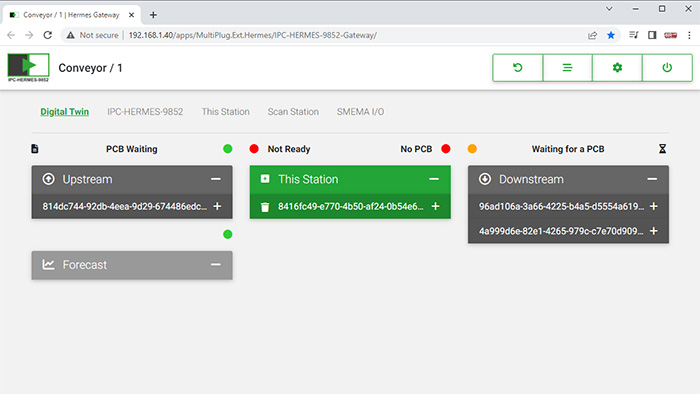 Conveyor / 1 | Hermes Gateway
Not secure | 192.168.1.40/apps/MultiPlug.Ext.Hermes/IPC-HERMES-9852-Gateway/
IPC-HERMES-9852
Conveyor / 1
Digital Twin IPC-HERMES-9852 This Station Scan Station SMEMA I/O
PCB Waiting Not Ready No PCB Waiting for a PCB
Upstream This Station Downstream
814dc744-92db-4eea-9d29-674486edc... 8416fc49-e770-4b50-af24-0b54e6... 96ad106a-3a66-4225-b4a5-d5554a619...
4a999d6e-82e1-4265-979c-c7e70d909...
Forecast